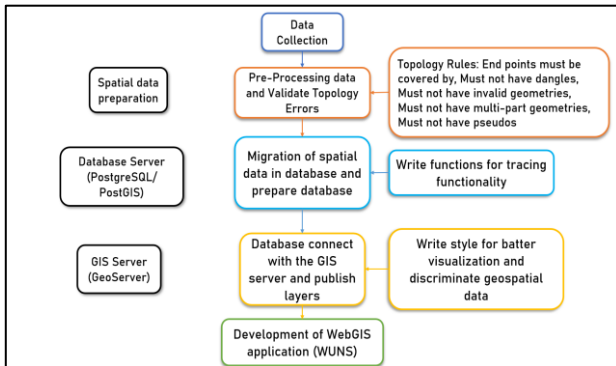 Data
Collection
Spatial data
preparation
Pre-Processing data
and Validate Topology
Errors
Topology Rules: End points must be
covered by, Must not have dangles,
Must not have invalid geometries,
Must not have multi-part geometries,
Must not have pseudos
Database Server
(PostgreSQL/
PostGIS)
Migration of spatial
data in database and
prepare database
Write functions for tracing
functionality
GIS Server
(GeoServer)
Database connect
with the GIS
server and publish
layers
Write style for batter
visualization and
discriminate geospatial
data
Development of WebGIS
application (WUNS)